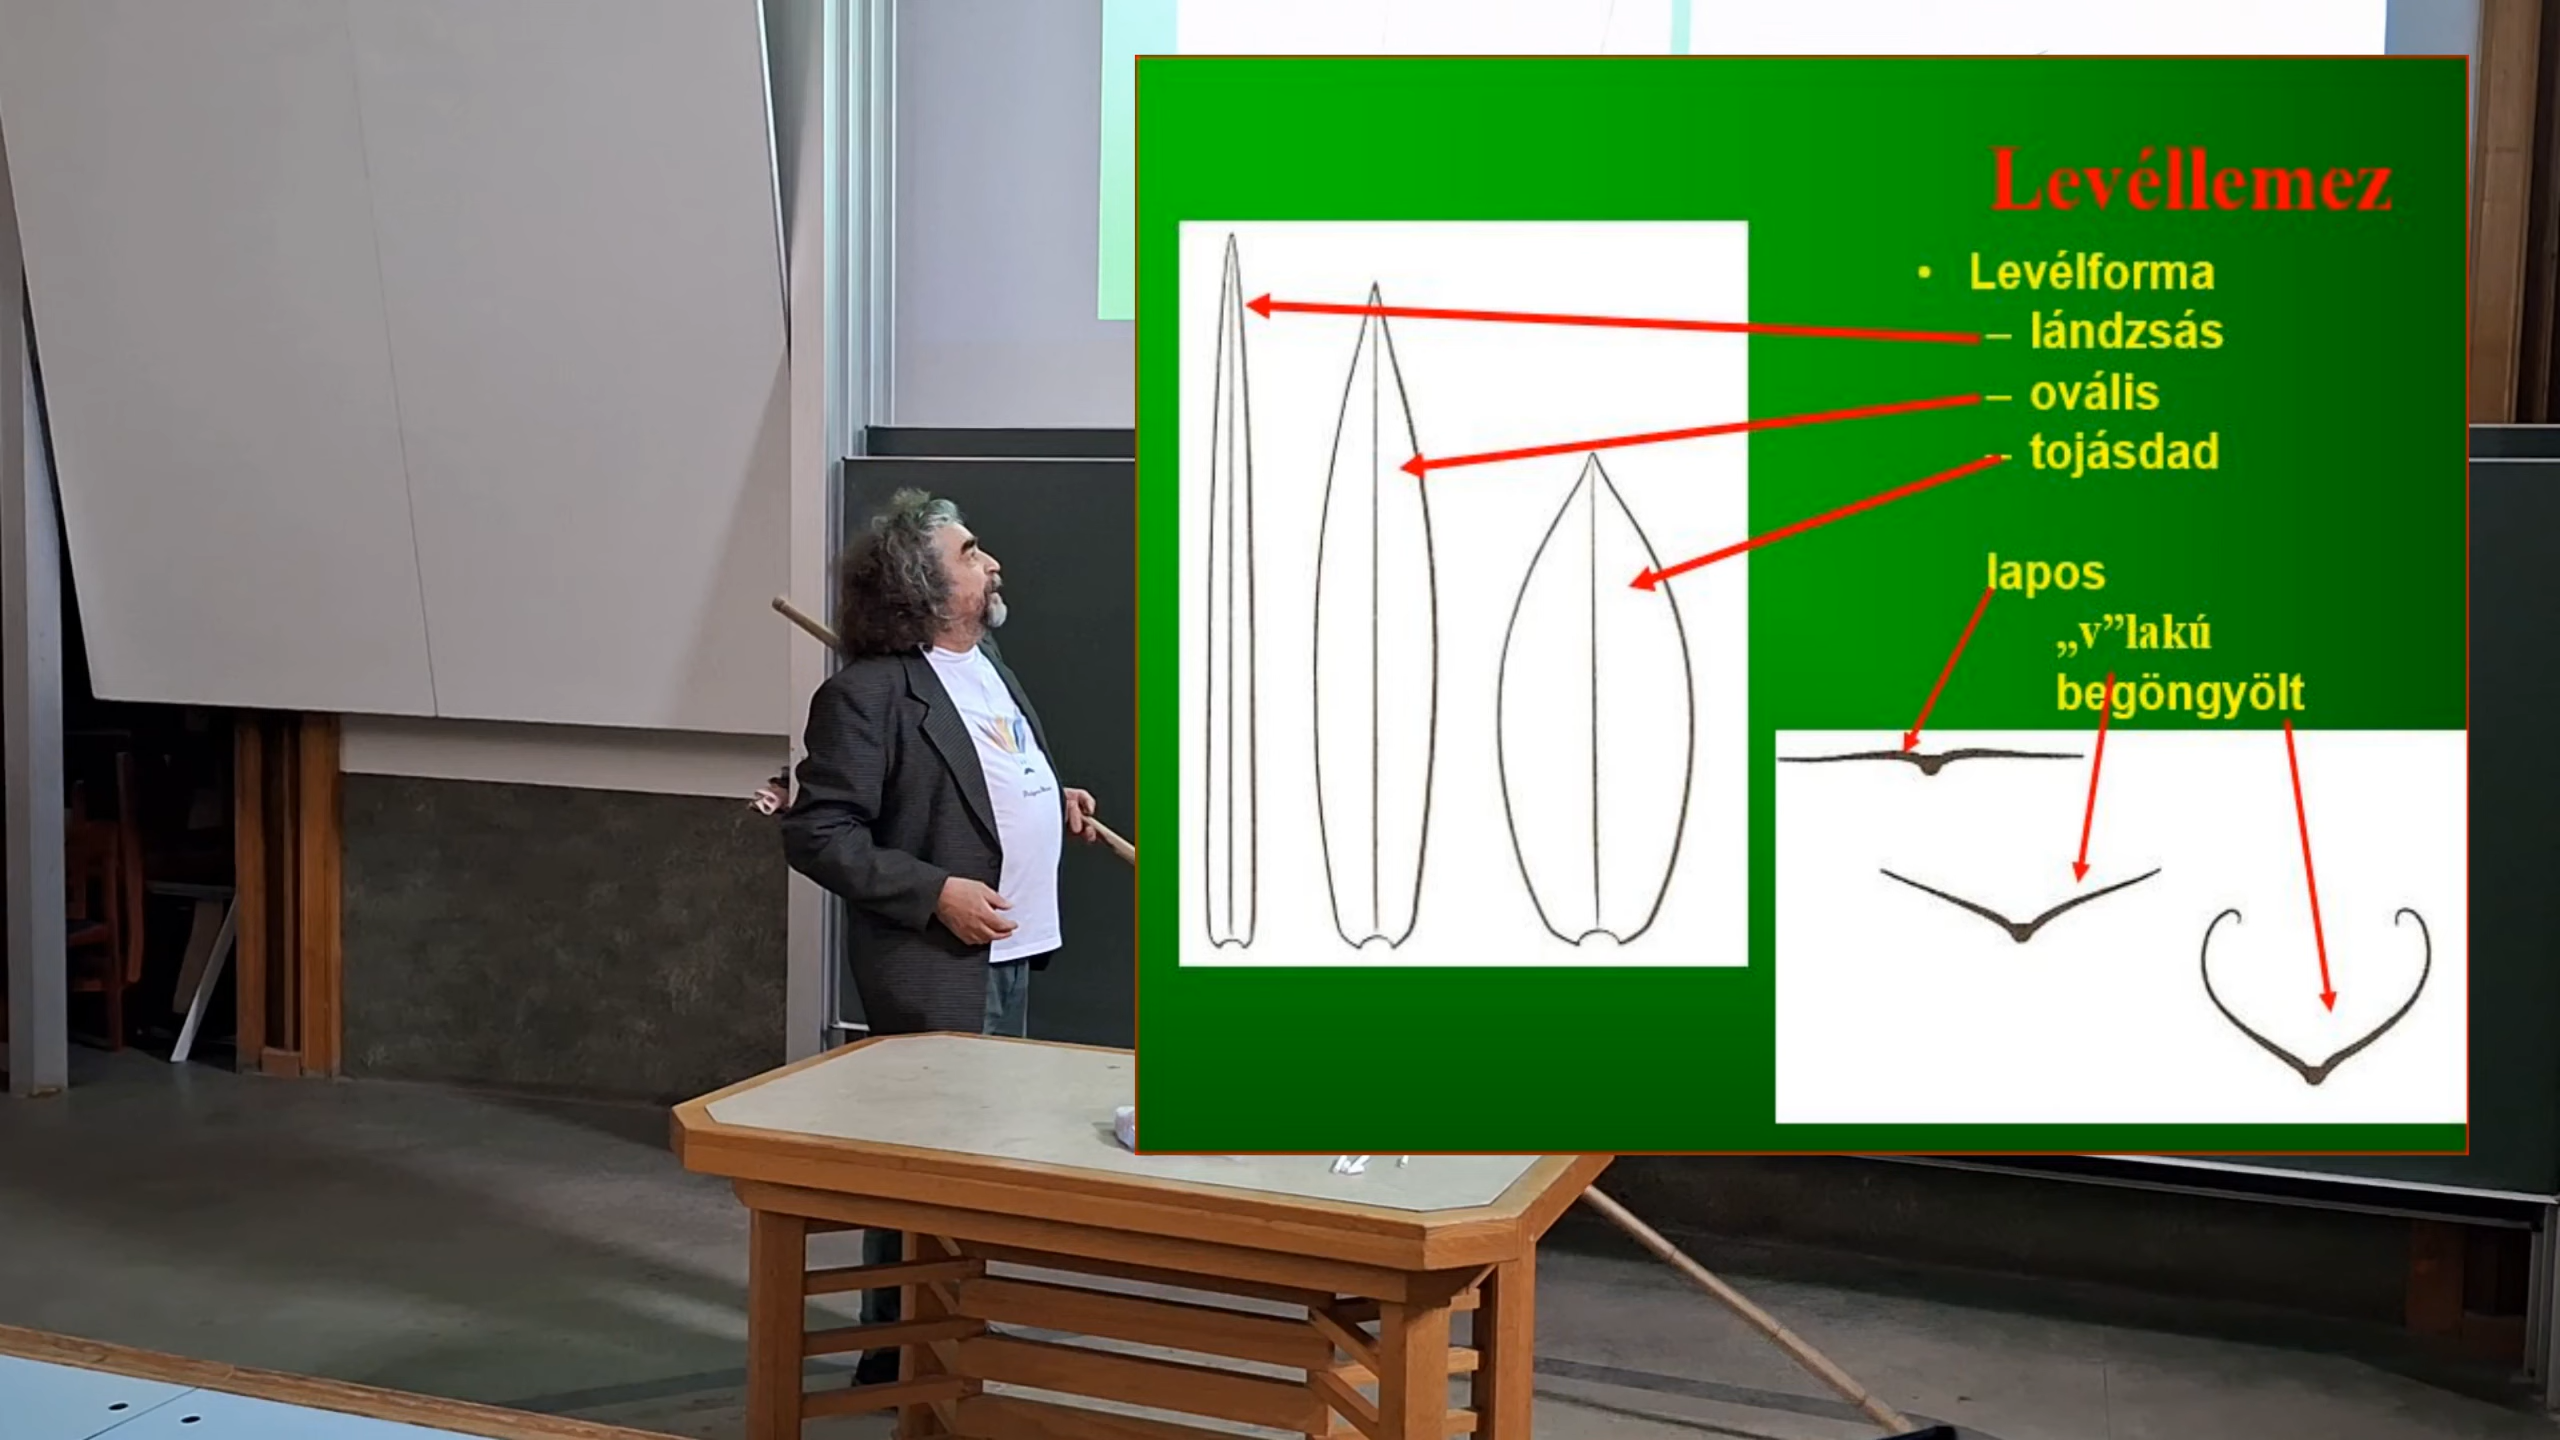 Levéllemez
• Levélforma
– lándzsás
– ovális
– tojásdad
lapos
„v”lakú
begöngyölt